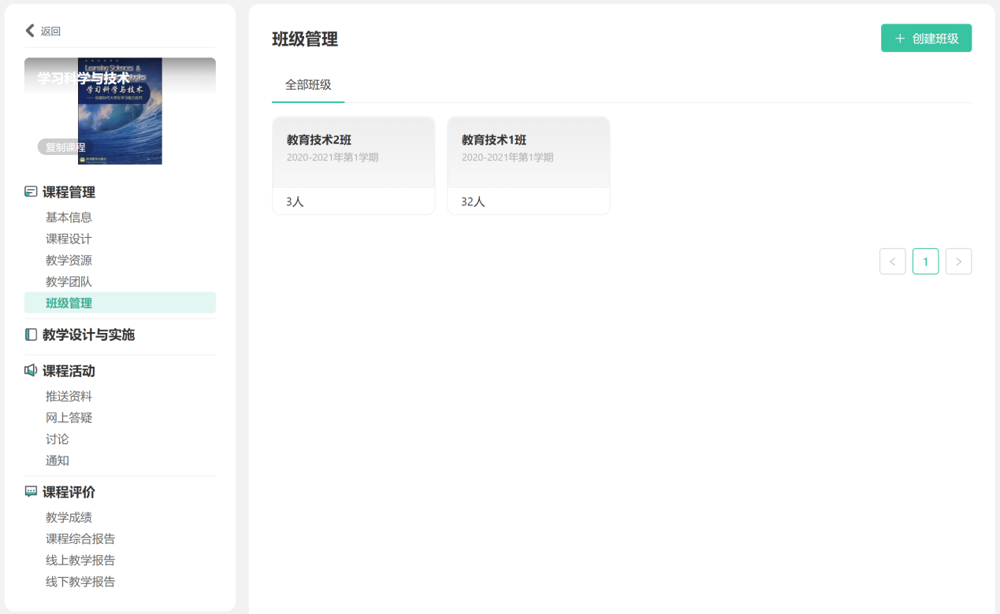 返回
学习科学与技术
Learning Sciences &
学习科学与技术
复制课程
课程管理
基本信息
课程设计
教学资源
教学团队
班级管理
教学设计与实施
课程活动
推送资料
网上答疑
讨论
通知
课程评价
教学成绩
课程综合报告
线上教学报告
线下教学报告
班级管理
+ 创建班级
全部班级
教育技术2班
2020-2021年第1学期
3人
教育技术1班
2020-2021年第1学期
32人
< 1 >